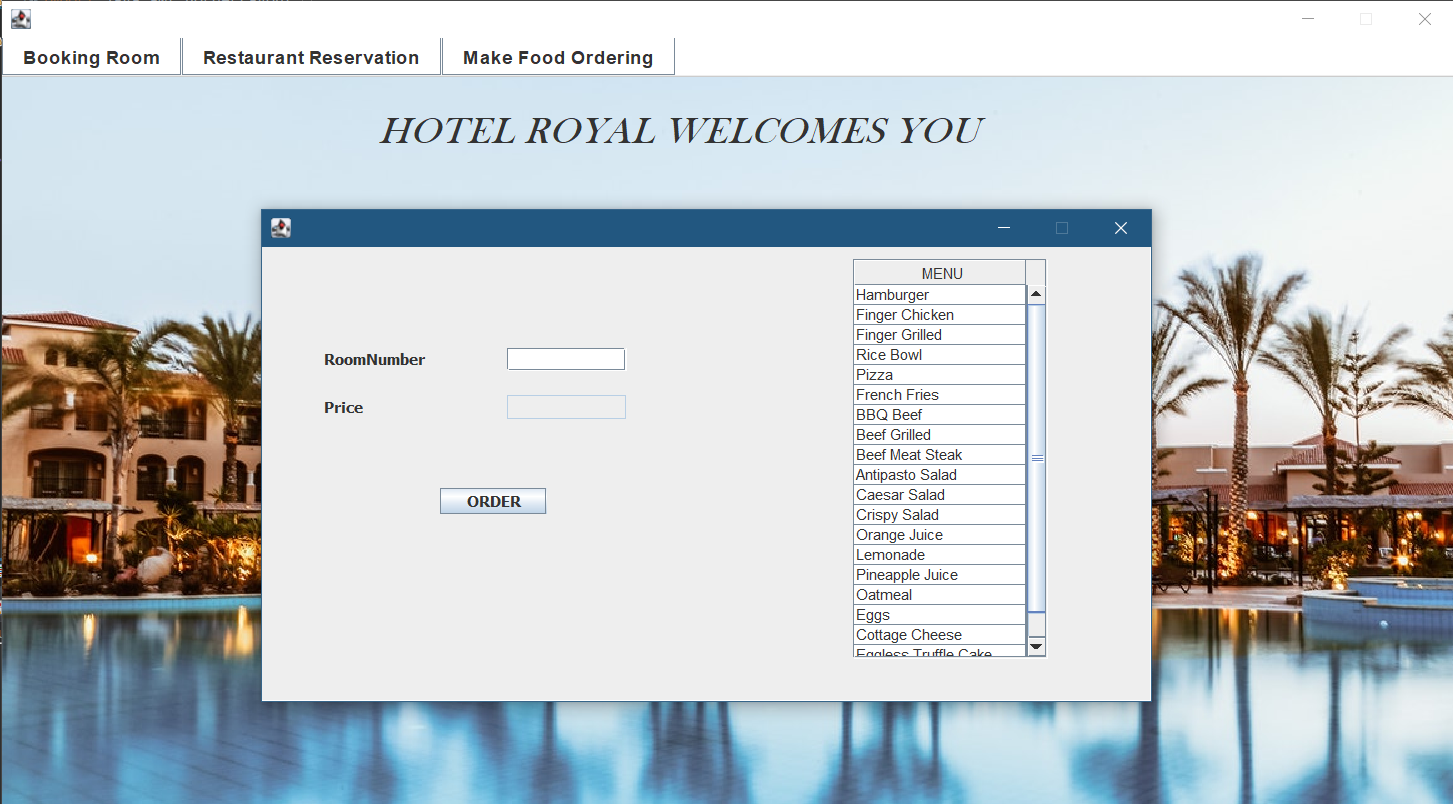 Booking Room Restaurant Reservation Make Food Ordering
HOTEL ROYAL WELCOMES YOU
RoomNumber
Price
ORDER
MENU
Hamburger
Finger Chicken
Finger Grilled
Rice Bowl
Pizza
French Fries
BBQ Beef
Beef Grilled
Beef Meat Steak
Antipasto Salad
Caesar Salad
Crispy Salad
Orange Juice
Lemonade
Pineapple Juice
Oatmeal
Eggs
Cottage Cheese
Eggless Truffle Cake